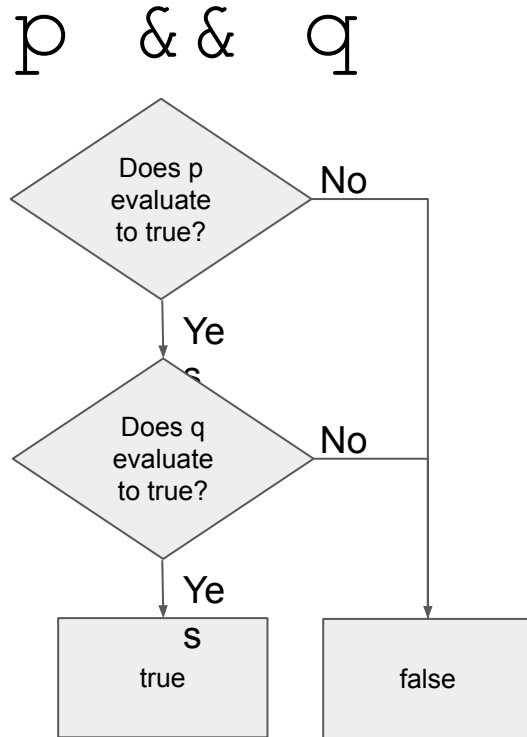 p && q
Does p
evaluate
to true?
No
Ye
s
Does q
evaluate
to true?
No
Ye
s
true
false